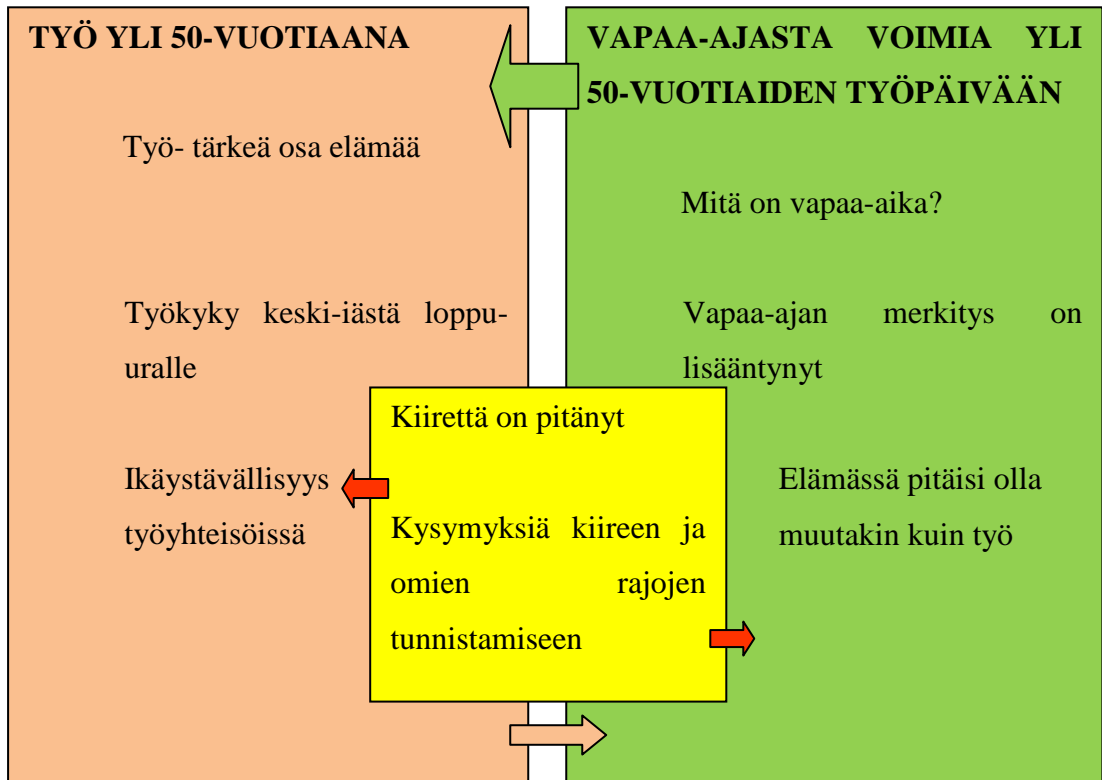 TYÖ YLI 50-VUOTIAANA
Työ- tärkeä osa elämää
Työkyky keski-iästä loppu-
uralle
Ikäystävällisyys
työyhteisöissä
Kiirettä on pitänyt
Kysymyksiä kiireen ja
omien rajojen
tunnistamiseen
VAPAA-AJASTA VOIMIA YLI
50-VUOTIAIDEN TYÖPÄIVÄÄN
Mitä on vapaa-aika?
Vapaa-ajan merkitys on
lisääntynyt
Elämässä pitäisi olla
muutakin kuin työ